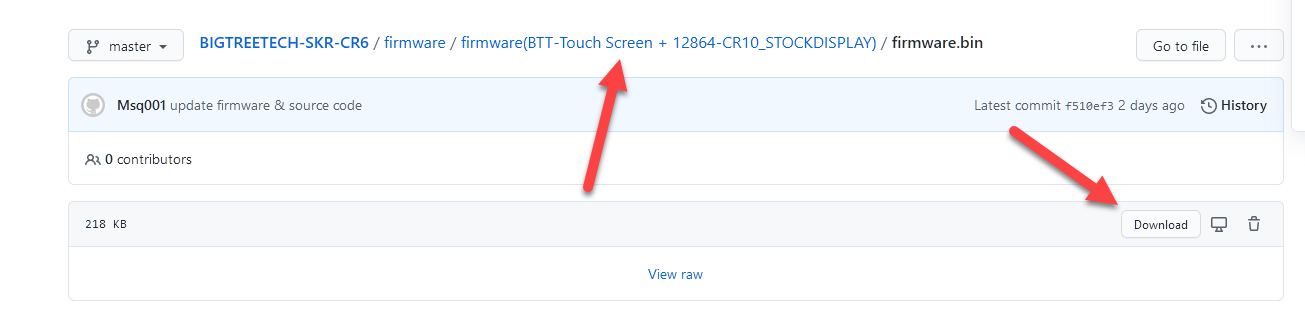 master BIGTREETECH-SKR-CR6 / firmware / firmware(BTT-Touch Screen + 12864-CR10_STOCKDISPLAY) / firmware.bin Go to file ...
Msq001 update firmware & source code Latest commit f510ef3 2 days ago History
0 contributors
218 KB Download
View raw